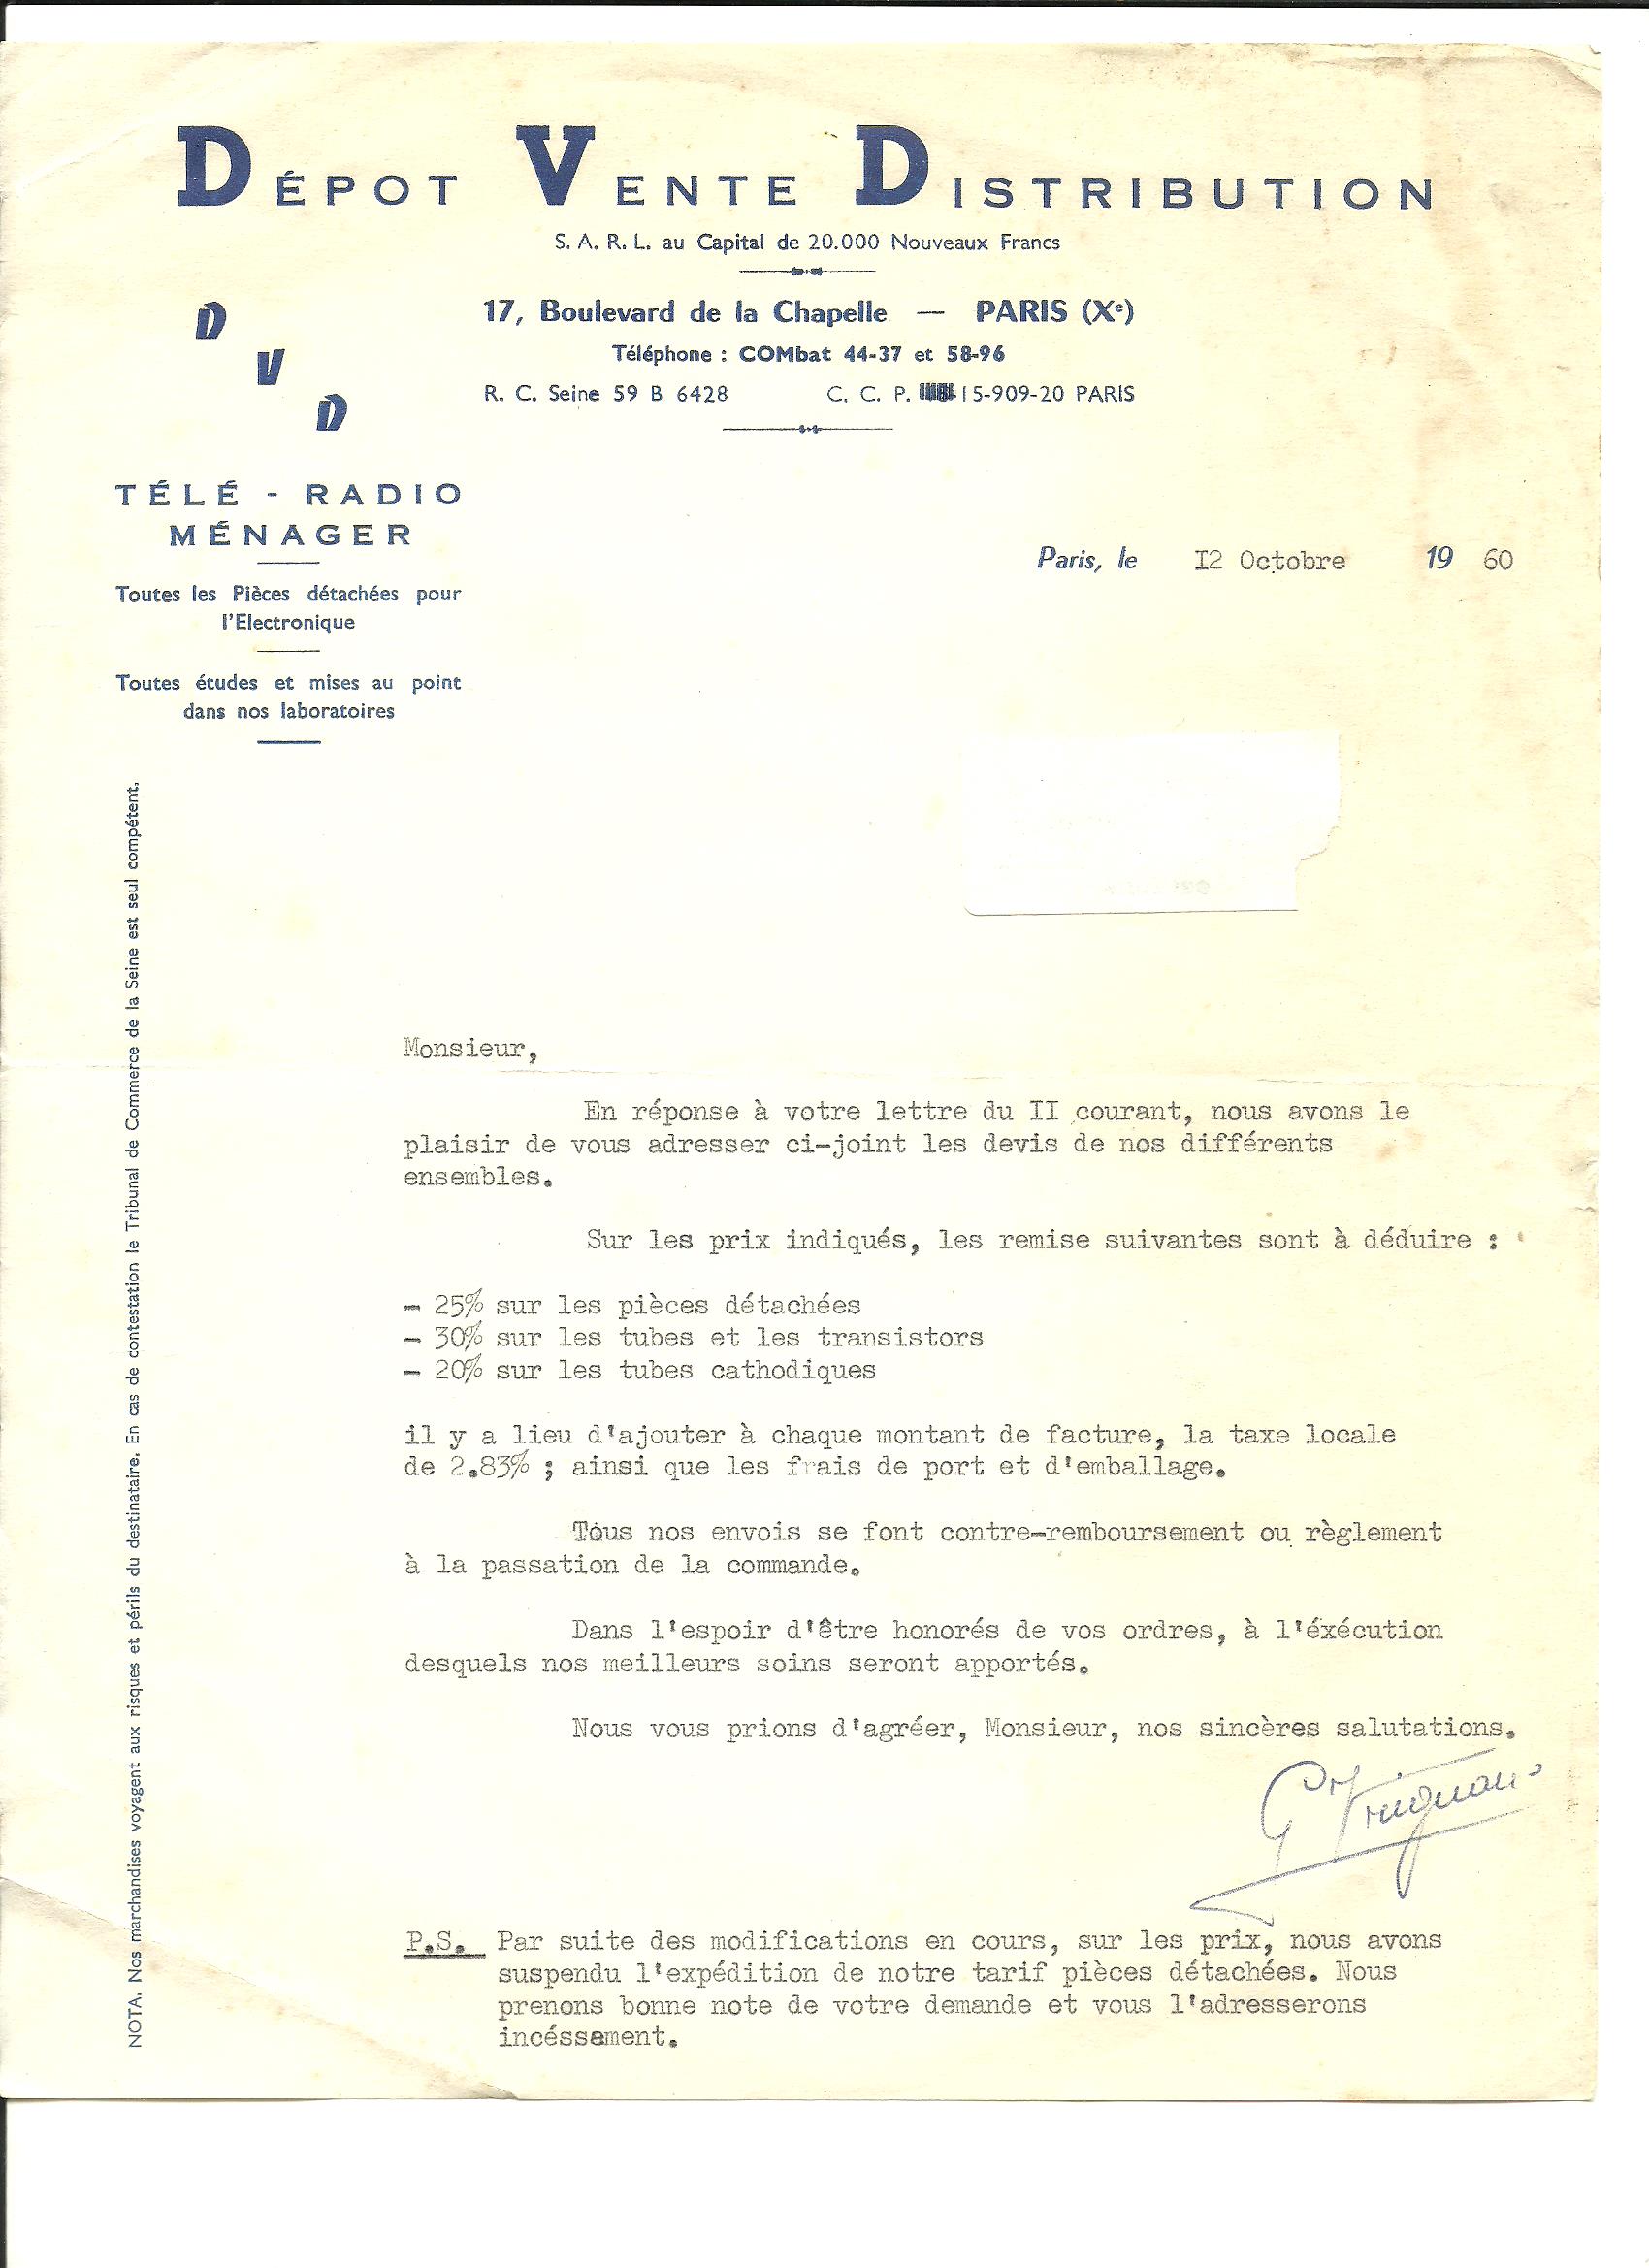 DÉPOT VENTE DISTRIBUTION
S. A. R. L. au Capital de 20.000 Nouveaux Francs
17, Boulevard de la Chapelle — PARIS (Xe)
Téléphone : COMbat 44-37 et 58-96
R. C. Seine 59 B 6428 C. C. P. 15-909-20 PARIS
D
V
D
TÉLÉ - RADIO
MÉNAGER
Toutes les Pièces détachées pour
l'Electronique
Toutes études et mises au point
dans nos laboratoires
Paris, le I2 Octobre 19 60
NOTA. Nos marchandises voyagent aux risques et périls du destinataire. En cas de contestation le Tribunal de Commerce de la Seine est seul compétent.
Monsieur,
En réponse à votre lettre du II courant, nous avons le
plaisir de vous adresser ci-joint les devis de nos différents
ensembles.
Sur les prix indiqués, les remise suivantes sont à déduire :
- 25% sur les pièces détachées
- 30% sur les tubes et les transistors
- 20% sur les tubes cathodiques
il y a lieu d'ajouter à chaque montant de facture, la taxe locale
de 2.83% ; ainsi que les frais de port et d'emballage.
Tous nos envois se font contre-remboursement ou règlement
à la passation de la commande.
Dans l'espoir d'être honorés de vos ordres, à l'éxécution
desquels nos meilleurs soins seront apportés.
Nous vous prions d'agréer, Monsieur, nos sincères salutations.
P.S. Par suite des modifications en cours, sur les prix, nous avons
suspendu l'expédition de notre tarif pièces détachées. Nous
prenons bonne note de votre demande et vous l'adresserons
incéssament.